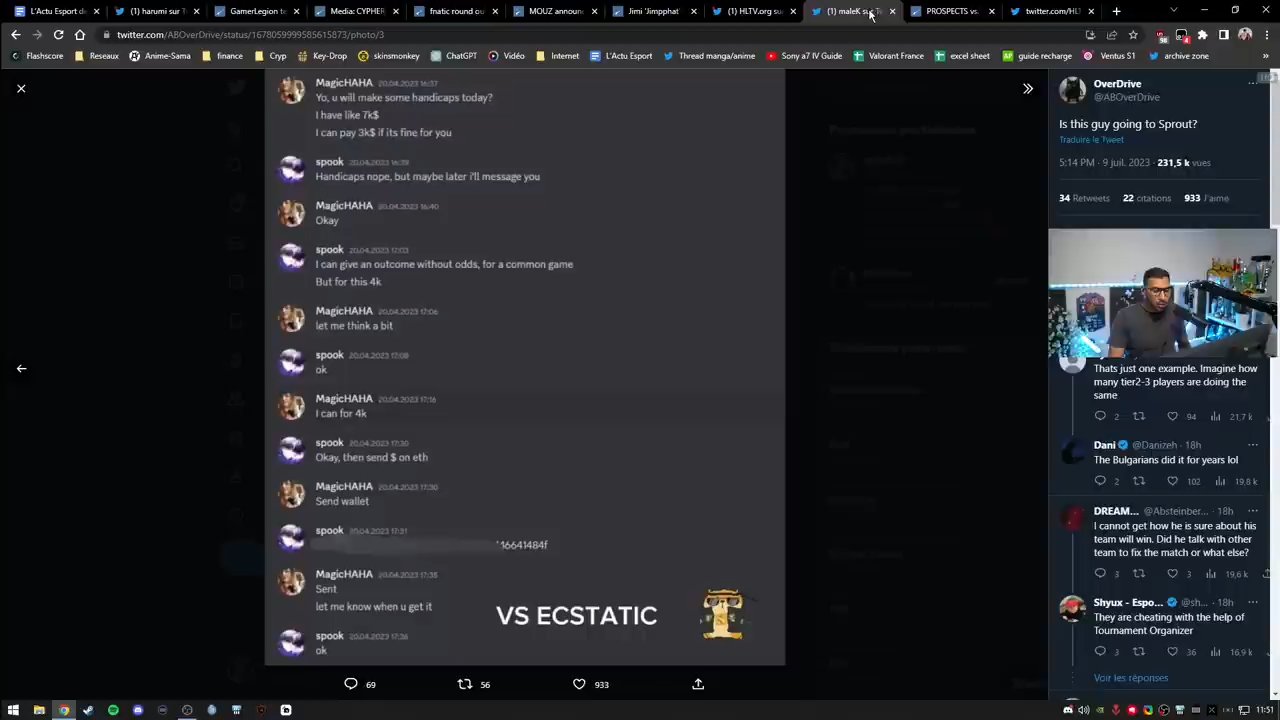 L'Actu Esport de
(1) harumi sur T
GamerLegion te
Media: CYPHER
fnatic round ou
MOUZ announc
Jimi 'Jimpphat'
(1) HLTV.org su
(1) maleK sur T
PROSPECTS vs.
twitter.com/HLT
twitter.com/ABOverDrive/status/1678059999585615873/photo/3
Flashscore
Reseaux
Anime-Sama
finance
Cryp
Key-Drop
skinsmonkey
ChatGPT
Vidéo
Internet
L'Actu Esport
Thread manga/anime
Sony a7 IV Guide
Valorant France
excel sheet
guide recharge
Ventus S1
archive zone
MagicHAHA 20.04.2023 16:37
Yo, u will make some handicaps today?
I have like 7k$
I can pay 3k$ if its fine for you
spook 20.04.2023 16:39
Handicaps nope, but maybe later i'll message you
MagicHAHA 20.04.2023 16:40
Okay
spook 20.04.2023 17:03
I can give an outcome without odds, for a common game
But for this 4k
MagicHAHA 20.04.2023 17:06
let me think a bit
spook 20.04.2023 17:08
ok
MagicHAHA 20.04.2023 17:16
I can for 4k
spook 20.04.2023 17:30
Okay, then send $ on eth
MagicHAHA 20.04.2023 17:30
Send wallet
spook 20.04.2023 17:31
16641484f
MagicHAHA 20.04.2023 17:35
Sent
let me know when u get it
spook 20.04.2023 17:36
ok
VS ECSTATIC
69
56
933
OverDrive
@ABOverDrive
Is this guy going to Sprout?
Traduire le Tweet
5:14 PM · 9 juil. 2023 · 231,5 k vues
34 Retweets 22 citations 933 J'aime
Thats just one example. Imagine how
many tier2-3 players are doing the
same
2 94 21,7 k
Dani @Danizeh · 18h
The Bulgarians did it for years lol
2 102 19,8 k
DREAM... @Absteinber... · 18h
I cannot get how he is sure about his
team will win. Did he talk with other
team to fix the match or what else?
3 3 19,6 k
Shyux - Espo... @sh... · 18h
They are cheating with the help of
Tournament Organizer
3 36 16,9 k
Voir les réponses
11:51